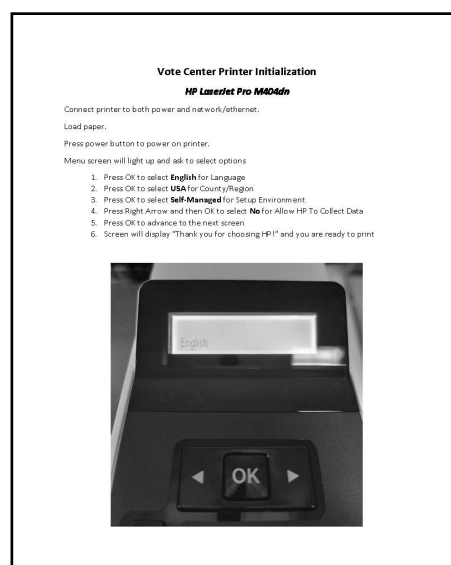 Vote Center Printer Initialization
HP LaserJet Pro M404dn
Connect printer to both power and network/ethernet.
Load paper.
Press power button to power on printer.
Menu screen will light up and ask to select options
1. Press OK to select English for Language
2. Press OK to select USA for County/Region
3. Press OK to select Self-Managed for Setup Environment
4. Press Right Arrow and then OK to select No for Allow HP To Collect Data
5. Press OK to advance to the next screen
6. Screen will display “Thank you for choosing HP!” and you are ready to print
English
OK